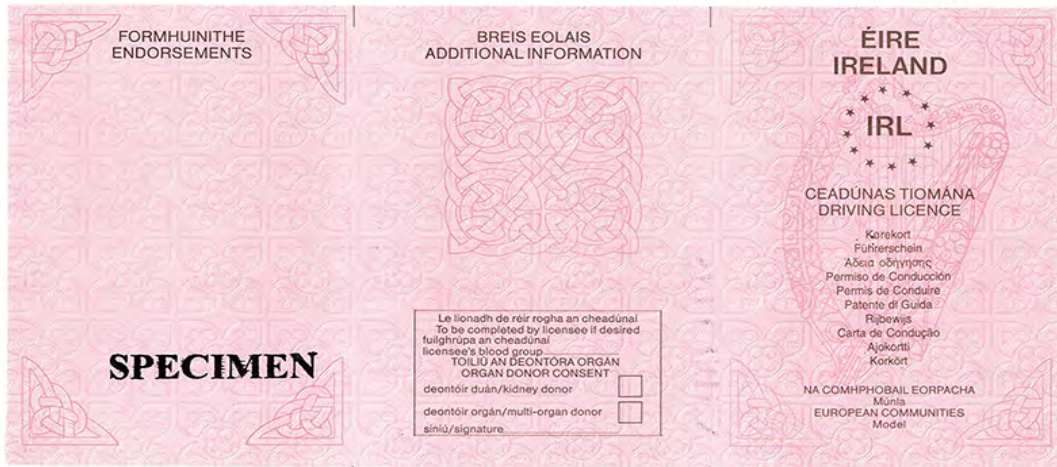 FORMHUINITHE
ENDORSEMENTS
SPECIMEN
BREIS EOLAIS
ADDITIONAL INFORMATION
Le líonadh de réir rogha an cheadúnaí
To be completed by licensee if desired
fuilghrúpa an cheadúnaí
licensee's blood group
TOILIÚ AN DEONTÓRA ORGÁN
ORGAN DONOR CONSENT
deontóir duán/kidney donor
deontóir orgán/multi-organ donor
síniú/signature
ÉIRE
IRELAND
IRL
CEADÚNAS TIOMÁNA
DRIVING LICENCE
Kørekort
Führerschein
Άδεια οδήγησης
Permiso de Conducción
Permis de Conduire
Patente di Guida
Rijbewijs
Carta de Condução
Ajokortti
Körkort
NA COMHPHOBAIL EORPACHA
Múnla
EUROPEAN COMMUNITIES
Model